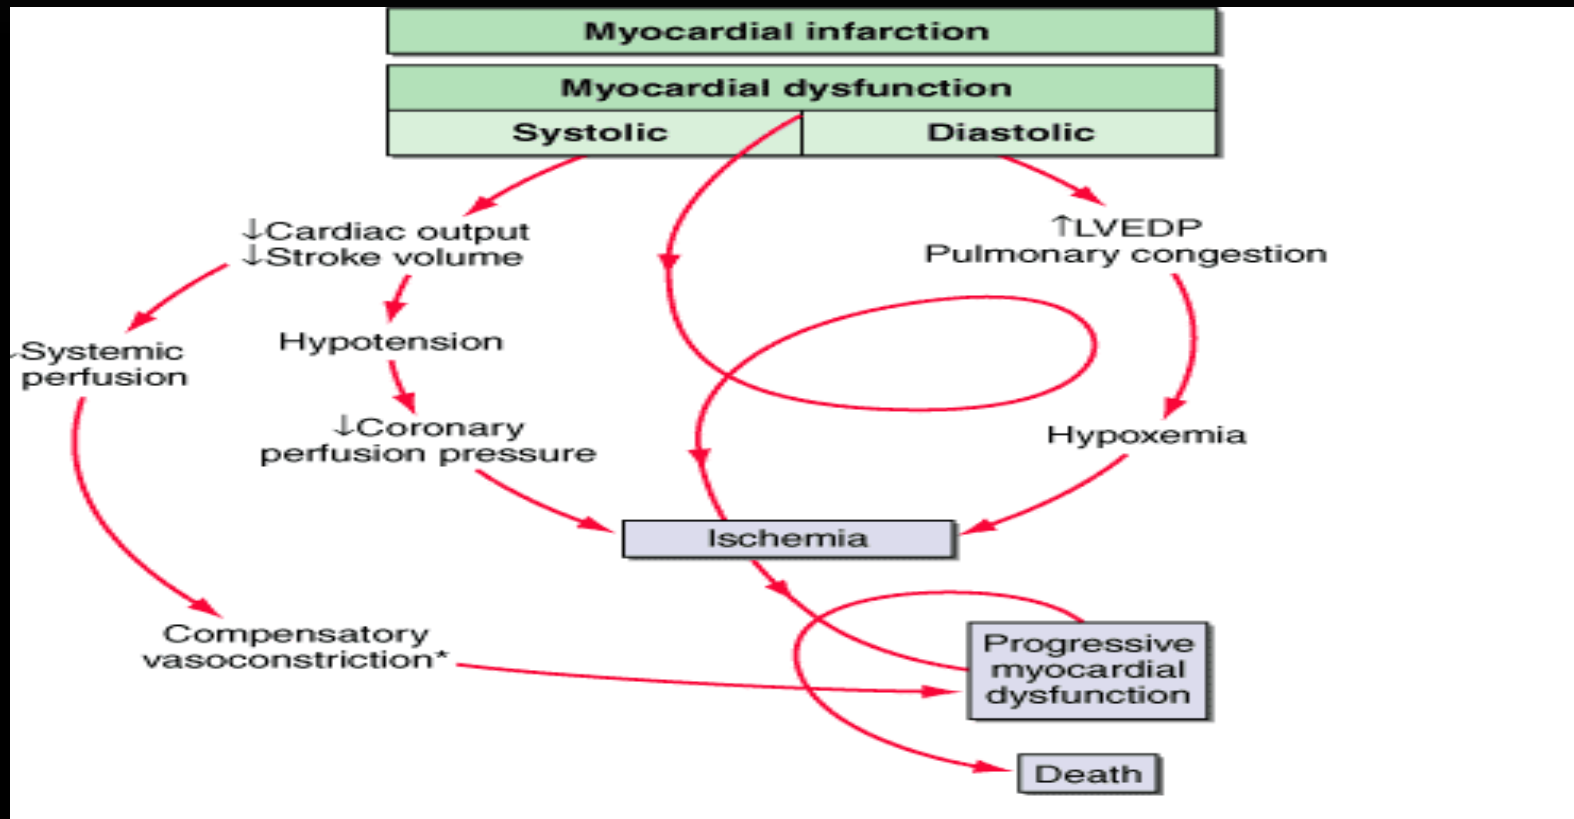 Myocardial infarction
Myocardial dysfunction
Systolic
Diastolic
↓Cardiac output
↓Stroke volume
↑LVEDP
Pulmonary congestion
Systemic
perfusion
Hypotension
↓Coronary
perfusion pressure
Hypoxemia
Ischemia
Compensatory
vasoconstriction*
Progressive
myocardial
dysfunction
Death